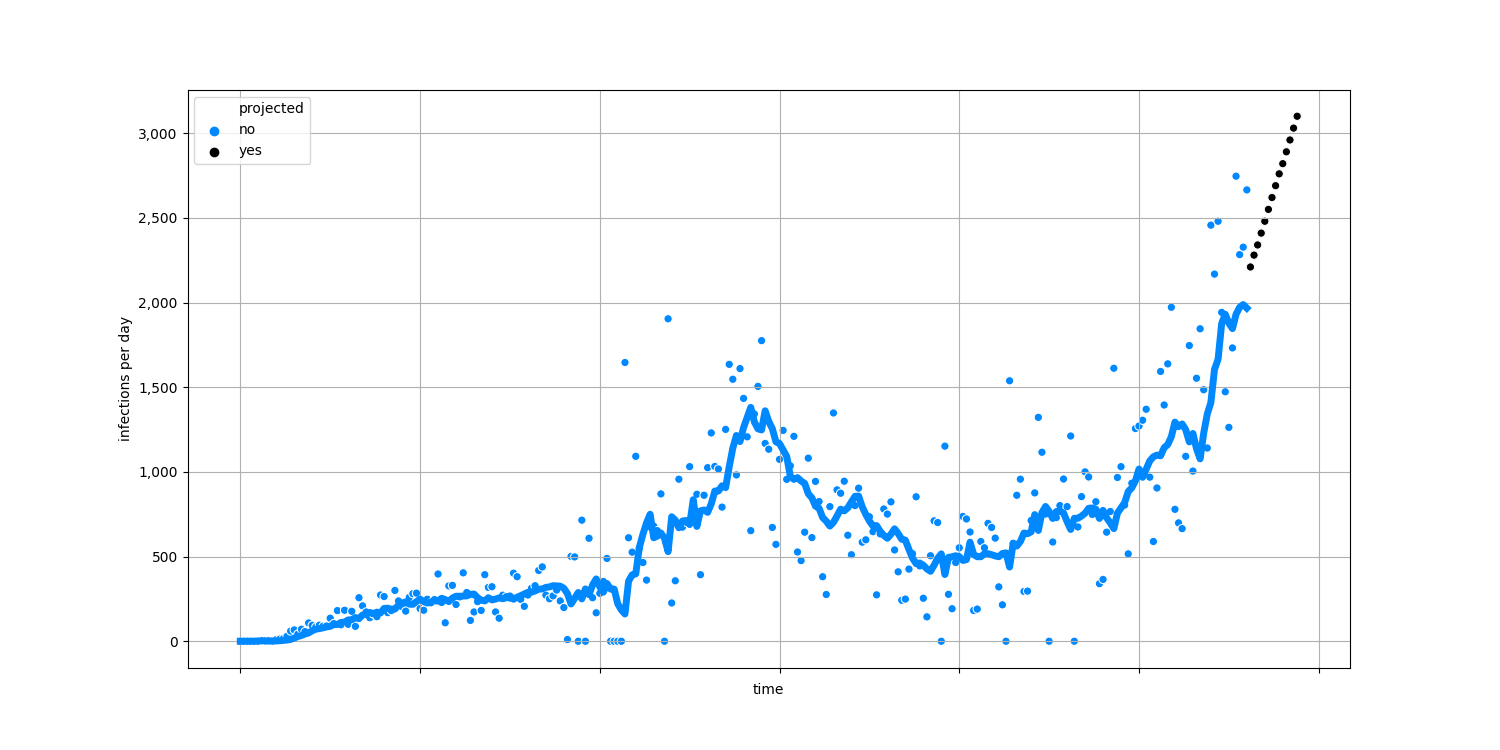 projected
no
yes
3,000
2,500
2,000
1,500
1,000
500
0
infections per day
time